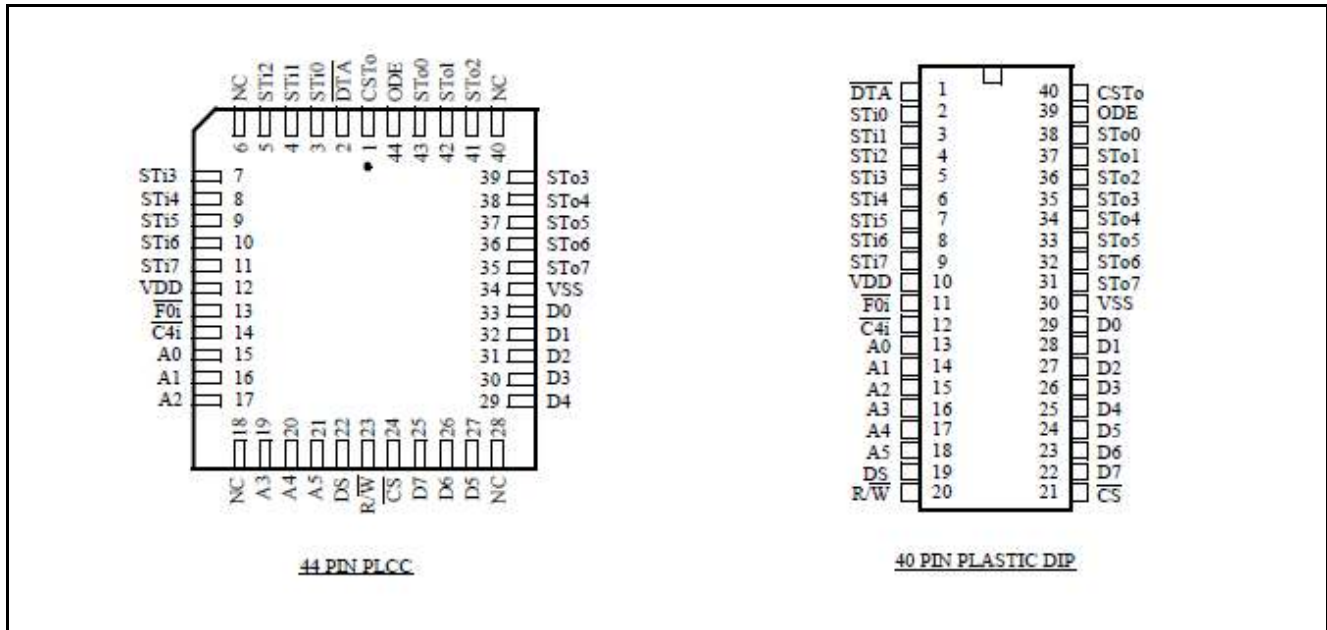 NC STi2 STi1 STi0 D̅T̅A̅ CSTo ODE STo0 STo1 STo2 NC
6 5 4 3 2 1 44 43 42 41 40
STi3 7 39 STo3
STi4 8 38 STo4
STi5 9 37 STo5
STi6 10 36 STo6
STi7 11 35 STo7
VDD 12 34 VSS
F̅0̅i̅ 13 33 D0
C̅4̅i̅ 14 32 D1
A0 15 31 D2
A1 16 30 D3
A2 17 29 D4
18 19 20 21 22 23 24 25 26 27 28
NC A3 A4 A5 DS R/W̅ C̅S̅ D7 D6 D5 NC
44 PIN PLCC
D̅T̅A̅ 1 40 CSTo
STi0 2 39 ODE
STi1 3 38 STo0
STi2 4 37 STo1
STi3 5 36 STo2
STi4 6 35 STo3
STi5 7 34 STo4
STi6 8 33 STo5
STi7 9 32 STo6
VDD 10 31 STo7
F̅0̅i̅ 11 30 VSS
C̅4̅i̅ 12 29 D0
A0 13 28 D1
A1 14 27 D2
A2 15 26 D3
A3 16 25 D4
A4 17 24 D5
A5 18 23 D6
DS 19 22 D7
R/W̅ 20 21 C̅S̅
40 PIN PLASTIC DIP